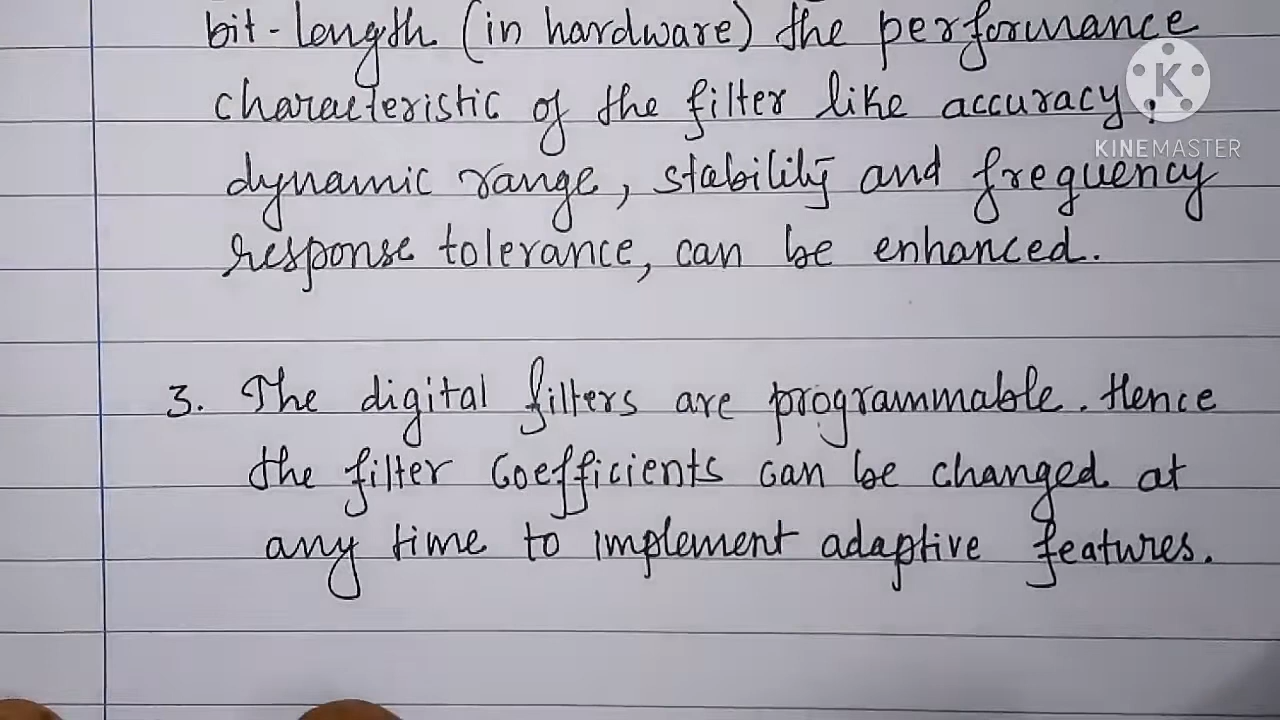 bit-length (in hardware) the performance
characteristic of the filter like accuracy,
KINEMASTER
dynamic range, stability and frequency
response tolerance, can be enhanced.
3. The digital filters are programmable. Hence
the filter coefficients can be changed at
any time to implement adaptive features.